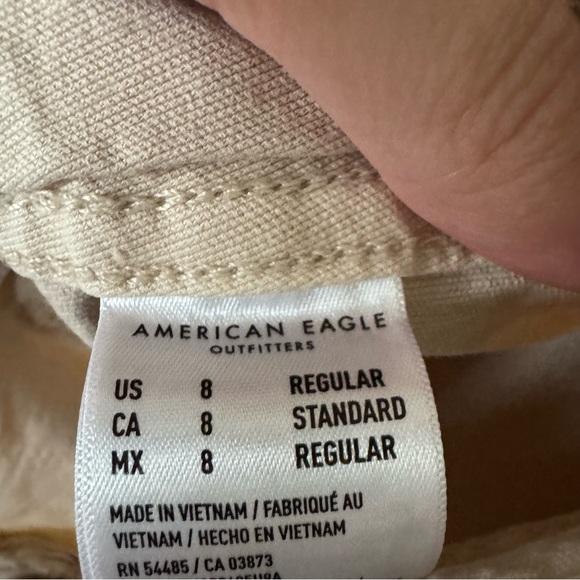 AMERICAN EAGLE
OUTFITTERS
US 8 REGULAR
CA 8 STANDARD
MX 8 REGULAR
MADE IN VIETNAM / FABRIQUÉ AU
VIETNAM / HECHO EN VIETNAM
RN 54485 / CA 03873